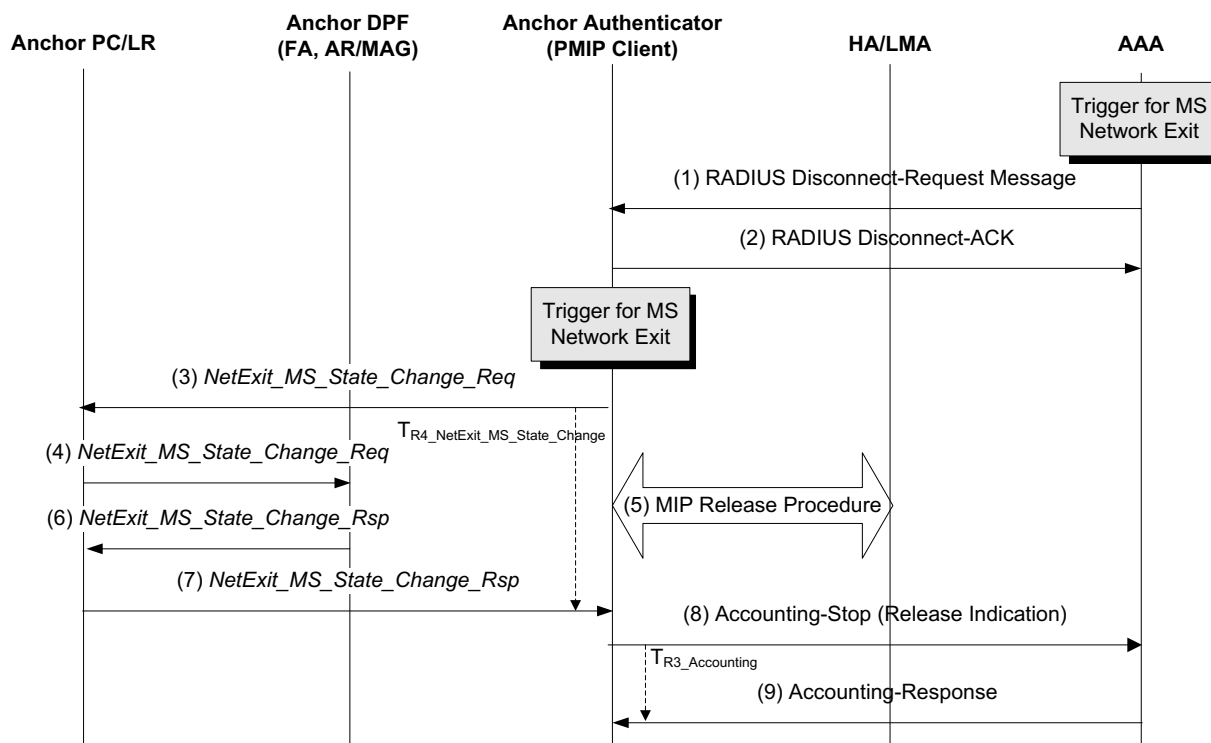 Anchor PC/LR
Anchor DPF
(FA, AR/MAG)
Anchor Authenticator
(PMIP Client)
HA/LMA
AAA
Trigger for MS
Network Exit
(1) RADIUS Disconnect-Request Message
(2) RADIUS Disconnect-ACK
Trigger for MS
Network Exit
(3) NetExit_MS_State_Change_Req
TR4_NetExit_MS_State_Change
(4) NetExit_MS_State_Change_Req
(5) MIP Release Procedure
(6) NetExit_MS_State_Change_Rsp
(7) NetExit_MS_State_Change_Rsp
(8) Accounting-Stop (Release Indication)
TR3_Accounting
(9) Accounting-Response